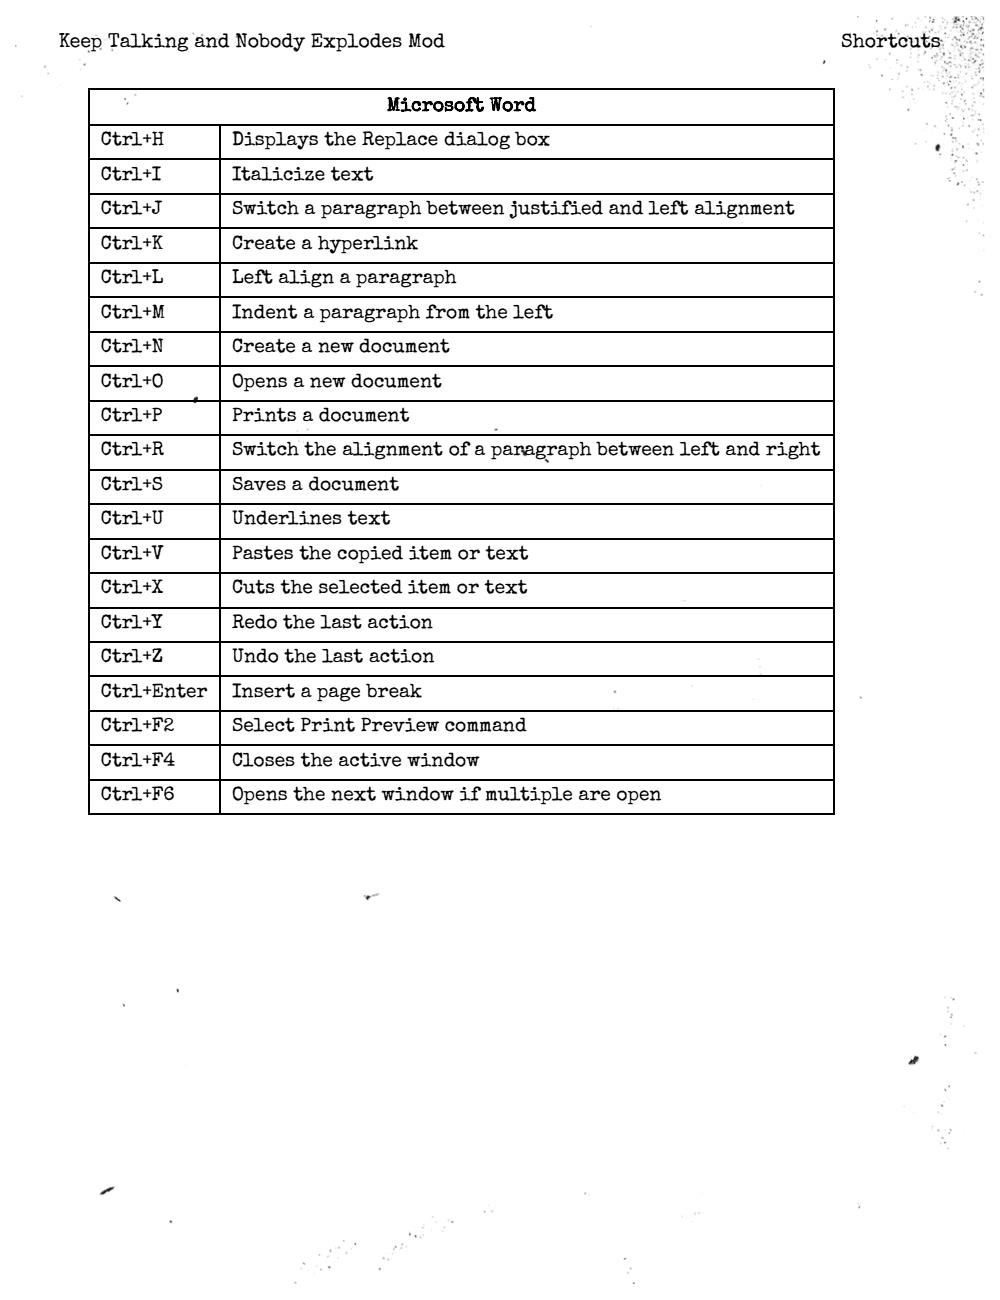 Keep Talking and Nobody Explodes Mod Shortcuts
Microsoft Word
Ctrl+H Displays the Replace dialog box
Ctrl+I Italicize text
Ctrl+J Switch a paragraph between justified and left alignment
Ctrl+K Create a hyperlink
Ctrl+L Left align a paragraph
Ctrl+M Indent a paragraph from the left
Ctrl+N Create a new document
Ctrl+O Opens a new document
Ctrl+P Prints a document
Ctrl+R Switch the alignment of a paragraph between left and right
Ctrl+S Saves a document
Ctrl+U Underlines text
Ctrl+V Pastes the copied item or text
Ctrl+X Cuts the selected item or text
Ctrl+Y Redo the last action
Ctrl+Z Undo the last action
Ctrl+Enter Insert a page break
Ctrl+F2 Select Print Preview command
Ctrl+F4 Closes the active window
Ctrl+F6 Opens the next window if multiple are open